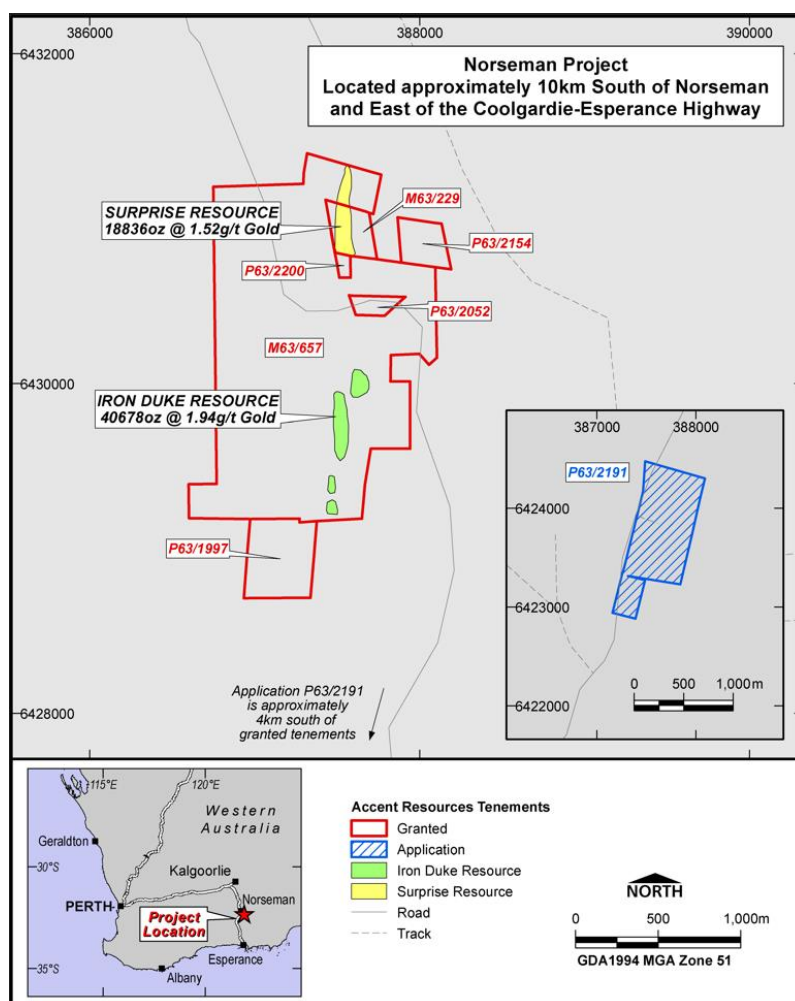 386000
388000
390000
6432000
Norseman Project
Located approximately 10km South of Norseman
and East of the Coolgardie-Esperance Highway
M63/229
SURPRISE RESOURCE
18836oz @ 1.52g/t Gold
P63/2154
P63/2200
P63/2052
M63/657
6430000
IRON DUKE RESOURCE
40678oz @ 1.94g/t Gold
387000
388000
P63/2191
6424000
P63/1997
6423000
Application P63/2191
is approximately
4km south of
granted tenements
0 500 1,000m
6422000
6428000
115°E
120°E
Western
Australia
Geraldton
30°S
Kalgoorlie
Norseman
PERTH
Project
Location
Esperance
35°S
Albany
Accent Resources Tenements
Granted
Application
Iron Duke Resource
Surprise Resource
Road
Track
NORTH
0 500 1,000m
GDA1994 MGA Zone 51